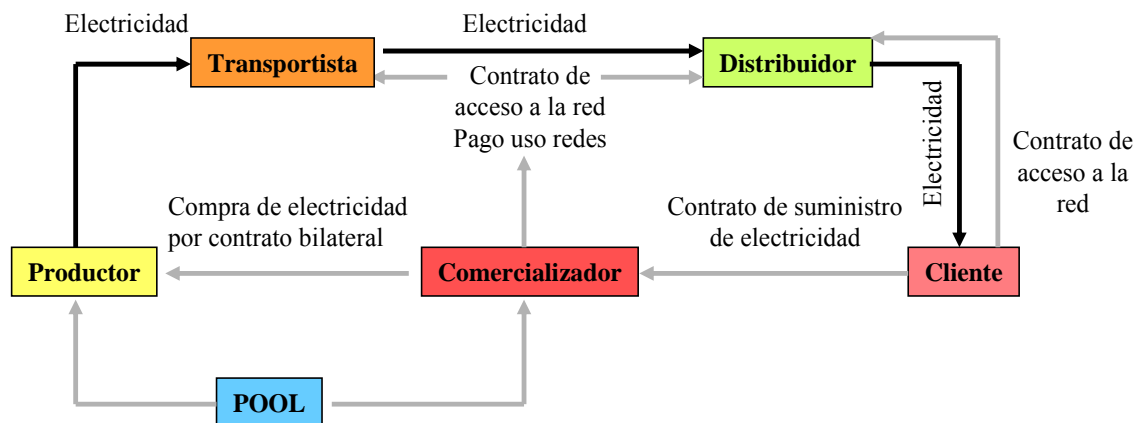 Electricidad
Electricidad
Transportista
Distribuidor
Contrato de
acceso a la red
Pago uso redes
Electricidad
Contrato de
acceso a la
red
Compra de electricidad
por contrato bilateral
Contrato de suministro
de electricidad
Productor
Comercializador
Cliente
POOL